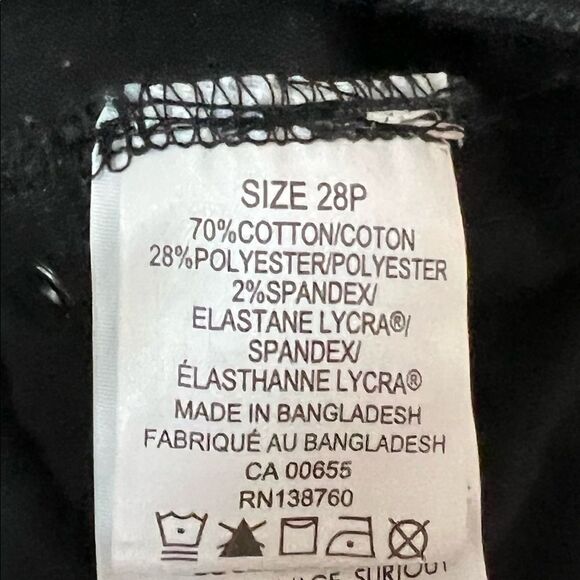 SIZE 28P
70%COTTON/COTON
28%POLYESTER/POLYESTER
2%SPANDEX/
ELASTANE LYCRA®/
SPANDEX/
ÉLASTHANNE LYCRA®
MADE IN BANGLADESH
FABRIQUÉ AU BANGLADESH
CA 00655
RN138760
SURTOUT